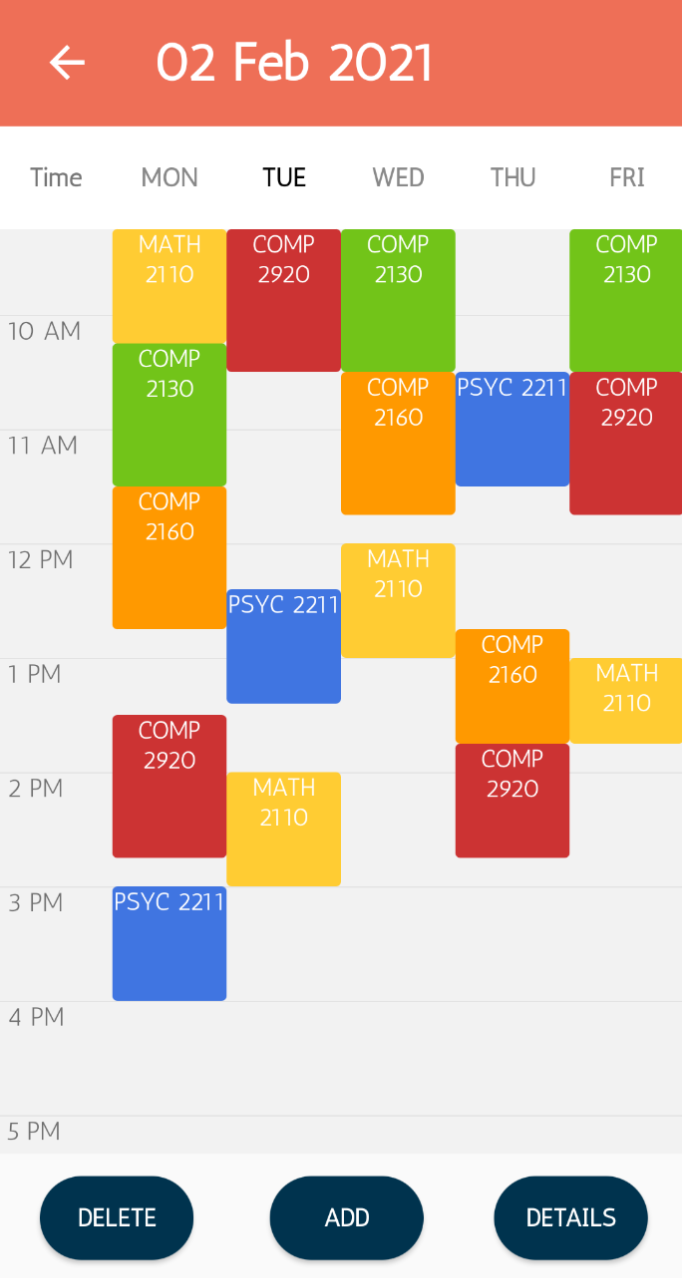 02 Feb 2021
Time MON TUE WED THU FRI
MATH
2110
COMP
2920
COMP
2130
COMP
2130
10 AM
COMP
2130
COMP
2160
PSYC 2211
COMP
2920
11 AM
COMP
2160
12 PM
MATH
2110
PSYC 2211
COMP
2160
1 PM
MATH
2110
COMP
2920
COMP
2920
2 PM
MATH
2110
3 PM
PSYC 2211
4 PM
5 PM
DELETE ADD DETAILS